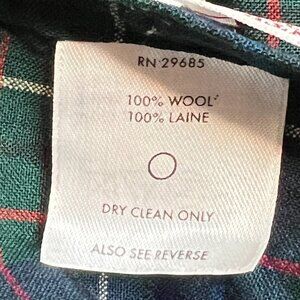 RN 29685
100% WOOL
100% LAINE
DRY CLEAN ONLY
ALSO SEE REVERSE